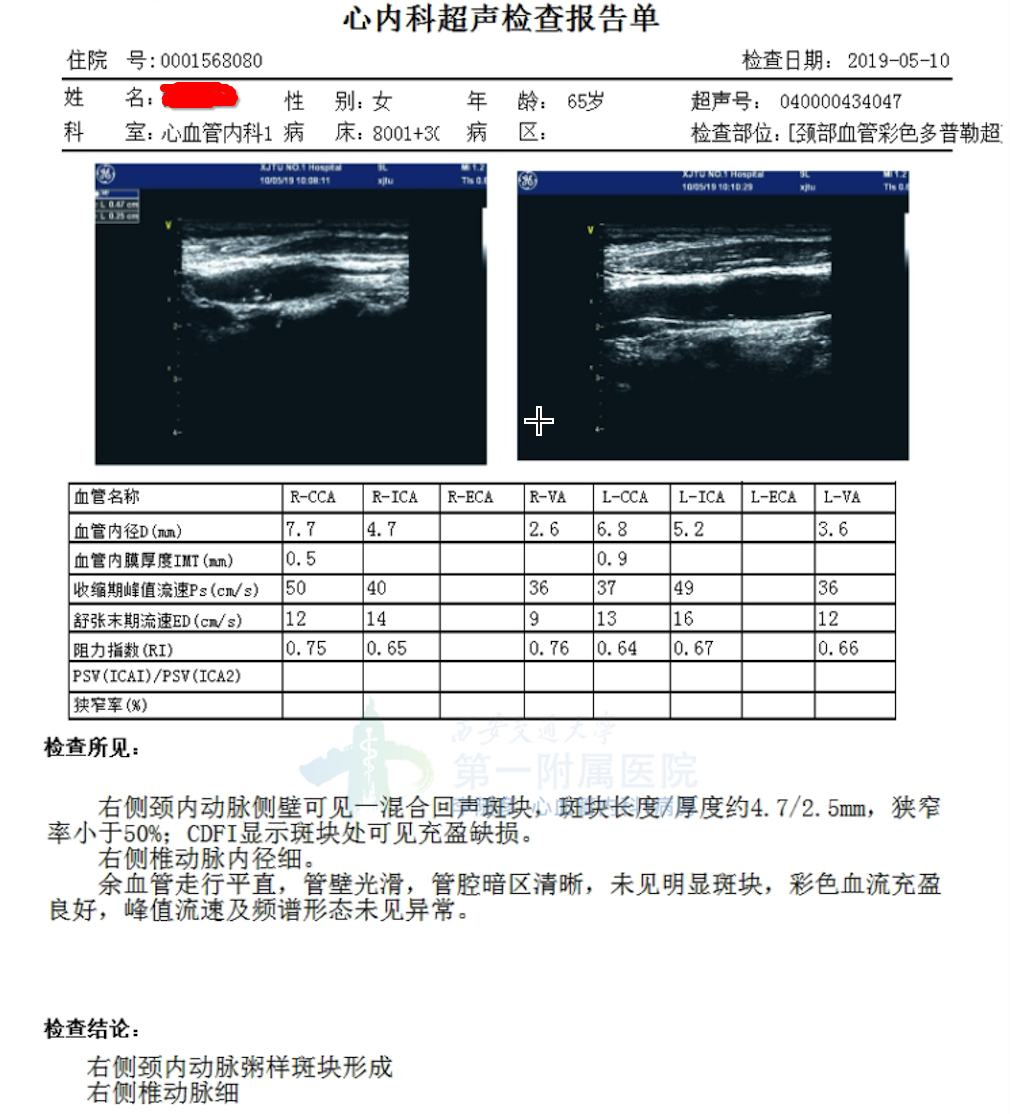 心内科超声检查报告单
住院 号:0001568080 检查日期: 2019-05-10
姓 名: 性 别:女 年 龄: 65岁 超声号: 040000434047
科 室:心血管内科1 病 床:8001+30 病 区: 检查部位:[颈部血管彩色多普勒超
XJTU NO.1 Hospital 9L MI 1.2
10/05/19 10:08:11 xjtu TIs 0.
L 0.47 cm
L 0.25 cm
V
1
2
3
4
XJTU NO.1 Hospital 9L MI 1.2
10/05/19 10:10:29 xjtu TIs 0.
V
1
2
3
4
血管名称 R-CCA R-ICA R-ECA R-VA L-CCA L-ICA L-ECA L-VA
血管内径D(mm) 7.7 4.7 2.6 6.8 5.2 3.6
血管内膜厚度IMT(mm) 0.5 0.9
收缩期峰值流速Ps(cm/s) 50 40 36 37 49 36
舒张末期流速ED(cm/s) 12 14 9 13 16 12
阻力指数(RI) 0.75 0.65 0.76 0.64 0.67 0.66
PSV(ICAI)/PSV(ICA2)
狭窄率(%)
西安交通大学
第一附属医院
检查所见:
右侧颈内动脉侧壁可见一混合回声斑块，斑块长度/厚度约4.7/2.5mm，狭窄
率小于50%；CDFI显示斑块处可见充盈缺损。
右侧椎动脉内径细。
余血管走行平直，管壁光滑，管腔暗区清晰，未见明显斑块，彩色血流充盈
良好，峰值流速及频谱形态未见异常。
检查结论:
右侧颈内动脉粥样斑块形成
右侧椎动脉细